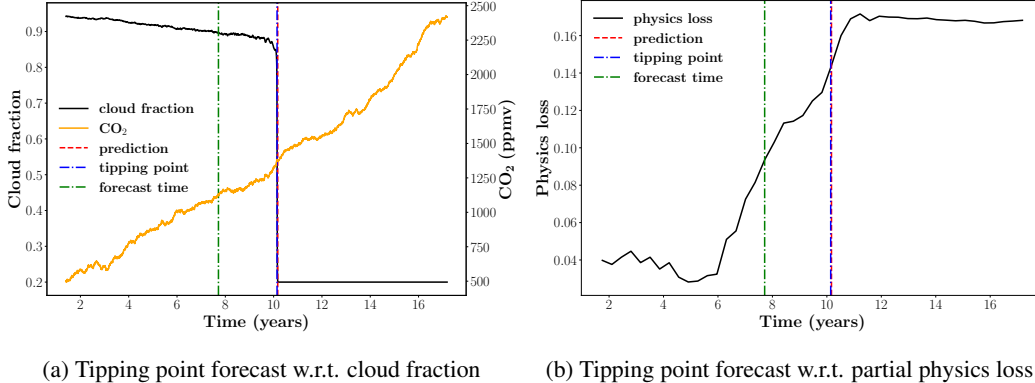 0.9
0.8
0.7
0.6
0.5
0.4
0.3
0.2
Cloud fraction
cloud fraction
CO₂
prediction
tipping point
forecast time
2500
2250
2000
1750
1500
1250
1000
750
500
CO₂ (ppmv)
2 4 6 8 10 12 14 16
Time (years)
(a) Tipping point forecast w.r.t. cloud fraction
0.16
0.14
0.12
0.10
0.08
0.06
0.04
Physics loss
physics loss
prediction
tipping point
forecast time
2 4 6 8 10 12 14 16
Time (years)
(b) Tipping point forecast w.r.t. partial physics loss